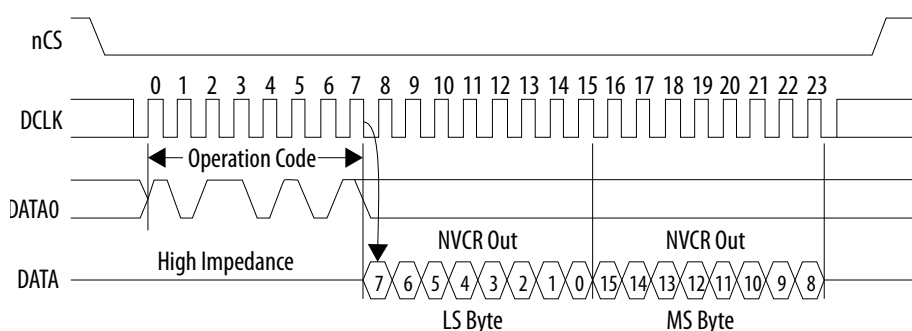 nCS
0 1 2 3 4 5 6 7 8 9 10 11 12 13 14 15 16 17 18 19 20 21 22 23
DCLK
Operation Code
DATA0
NVCR Out NVCR Out
High Impedance
DATA 7 6 5 4 3 2 1 0 15 14 13 12 11 10 9 8
LS Byte MS Byte